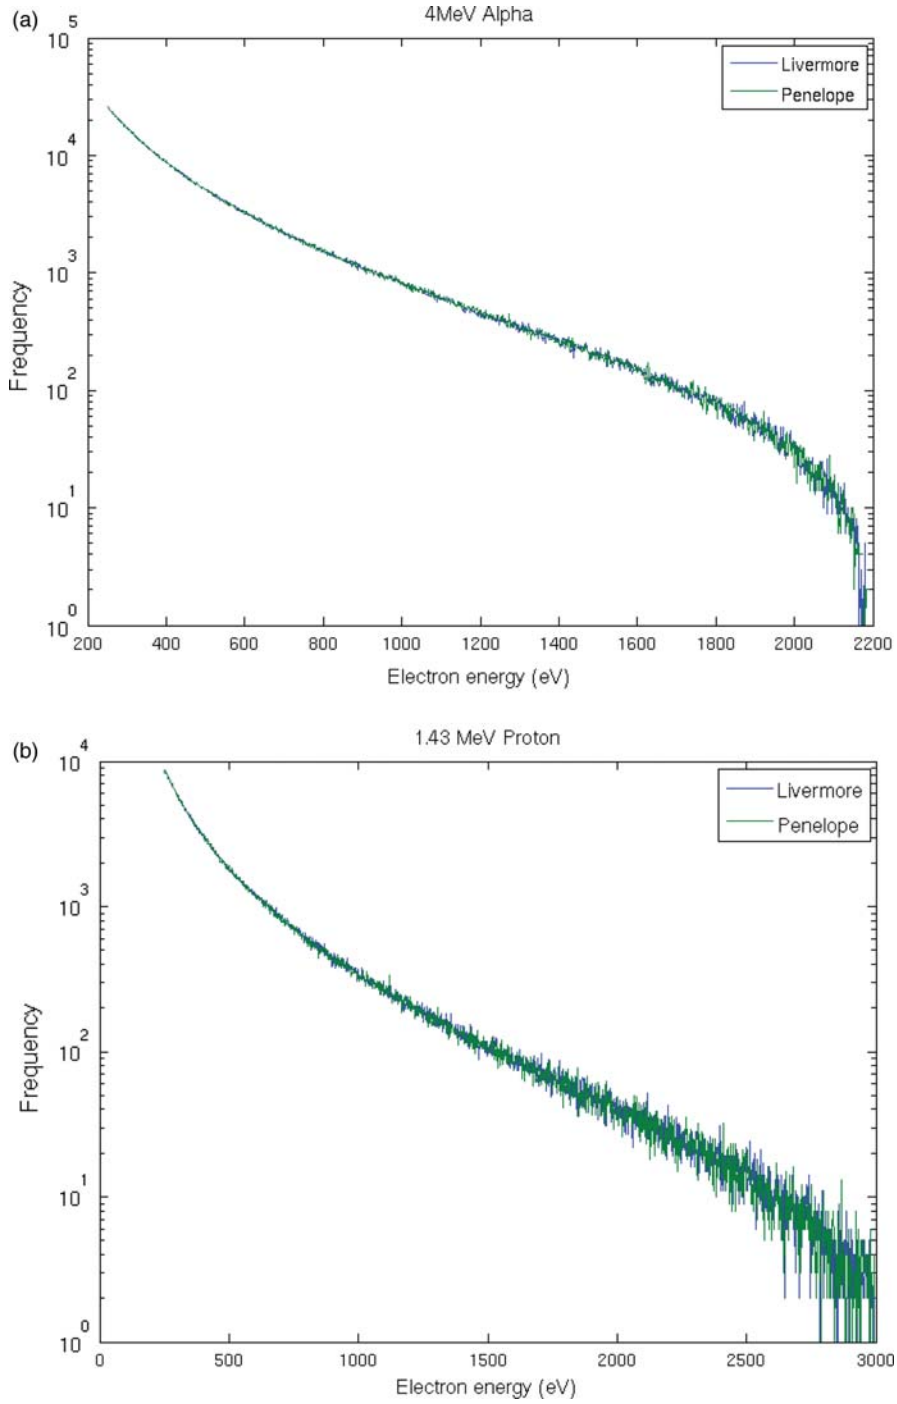 (a)
4MeV Alpha
Livermore
Penelope
10^5
10^4
10^3
10^2
10^1
10^0
Frequency
200 400 600 800 1000 1200 1400 1600 1800 2000 2200
Electron energy (eV)
(b)
1.43 MeV Proton
Livermore
Penelope
10^4
10^3
10^2
10^1
10^0
Frequency
0 500 1000 1500 2000 2500 3000
Electron energy (eV)